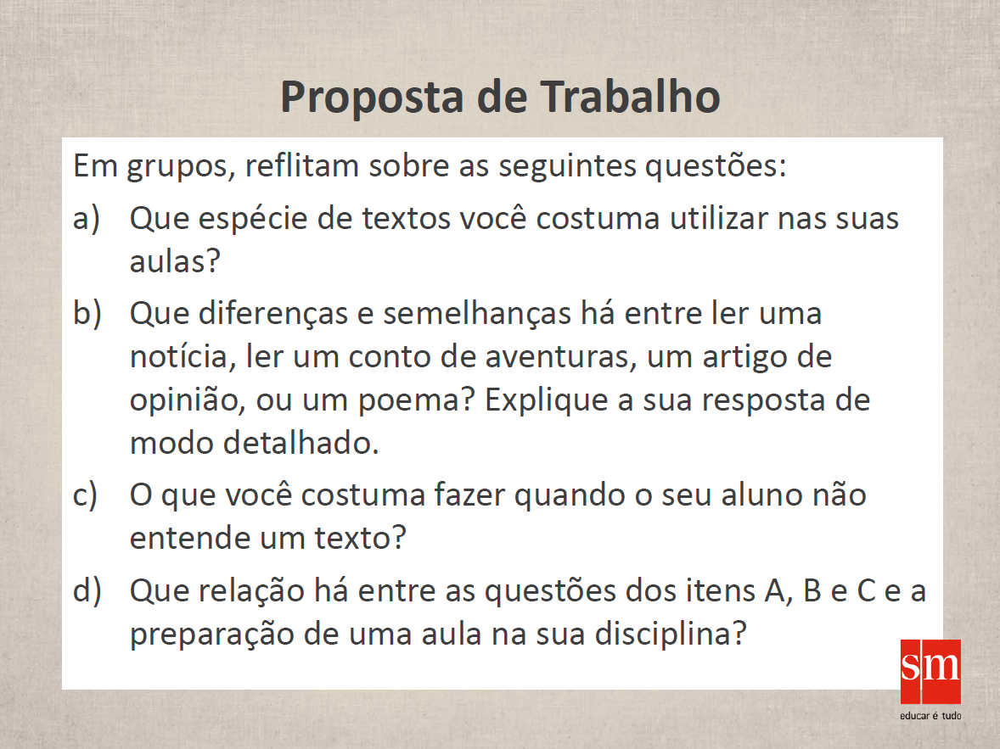 Proposta de Trabalho
Em grupos, reflitam sobre as seguintes questões:
a) Que espécie de textos você costuma utilizar nas suas
aulas?
b) Que diferenças e semelhanças há entre ler uma
notícia, ler um conto de aventuras, um artigo de
opinião, ou um poema? Explique a sua resposta de
modo detalhado.
c) O que você costuma fazer quando o seu aluno não
entende um texto?
d) Que relação há entre as questões dos itens A, B e C e a
preparação de uma aula na sua disciplina?
sm
educar é tudo